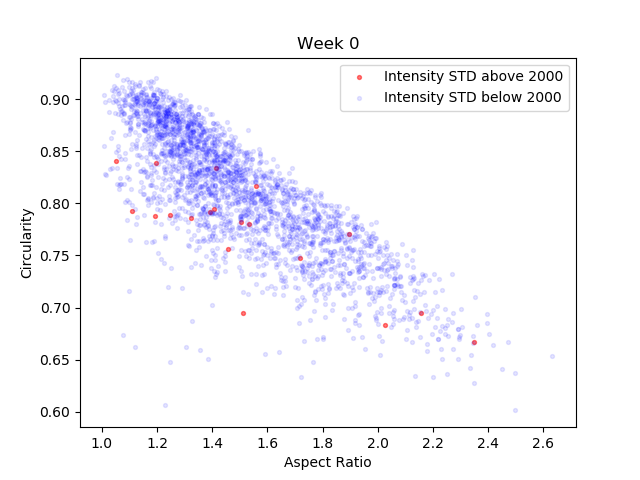 Week 0
Intensity STD above 2000
Intensity STD below 2000
0.90
0.85
0.80
0.75
0.70
0.65
0.60
Circularity
1.0 1.2 1.4 1.6 1.8 2.0 2.2 2.4 2.6
Aspect Ratio